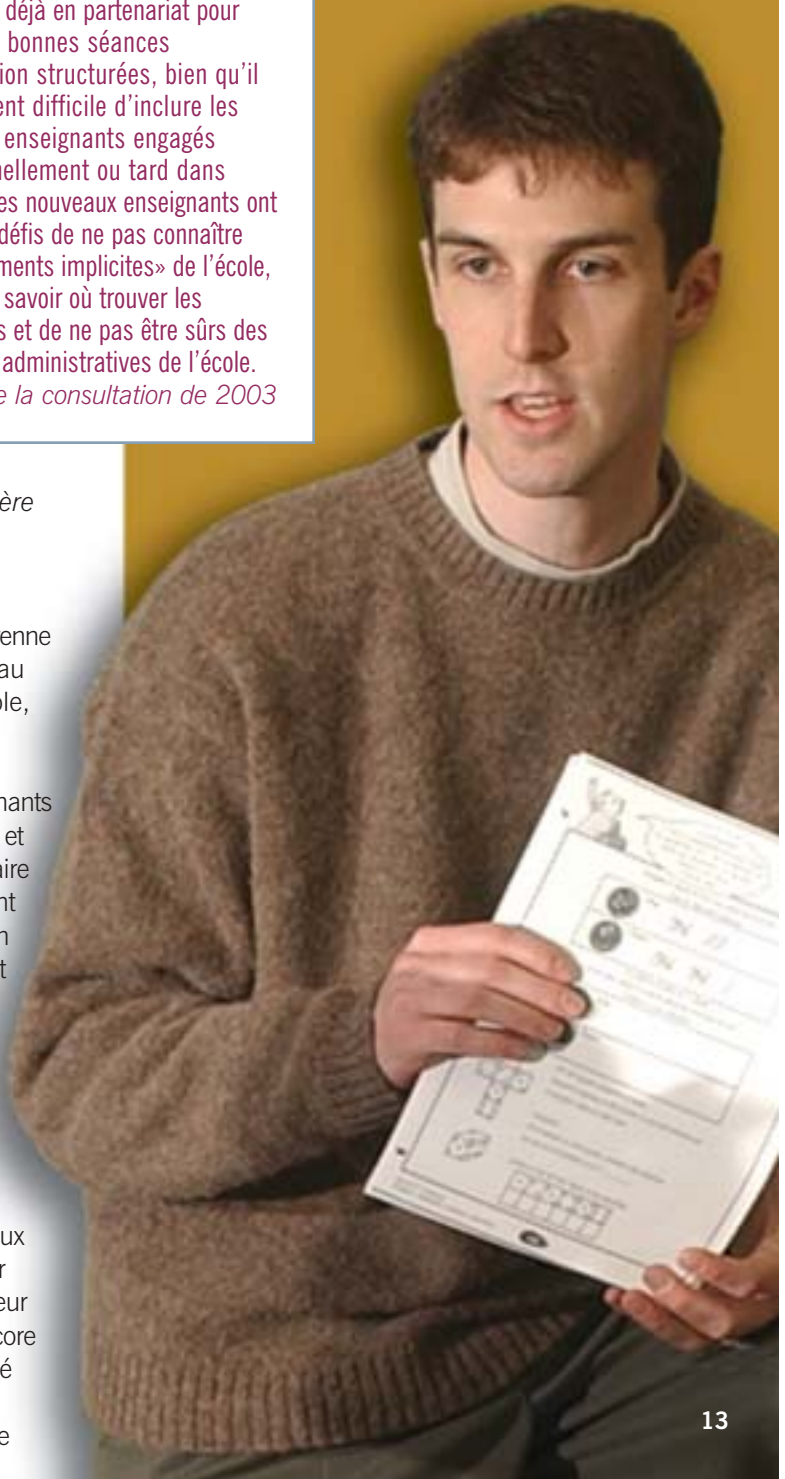 déjà en partenariat pour
bonnes séances
ion structurées, bien qu'il
ent difficile d'inclure les
enseignants engagés
nellement ou tard dans
es nouveaux enseignants ont
défis de ne pas connaître
ments implicites» de l'école,
savoir où trouver les
s et de ne pas être sûrs des
administratives de l'école.
e la consultation de 2003
ère
enne
au
ole,
nants
et
aire
nt
n
t
ux
r
eur
core
é
e
13